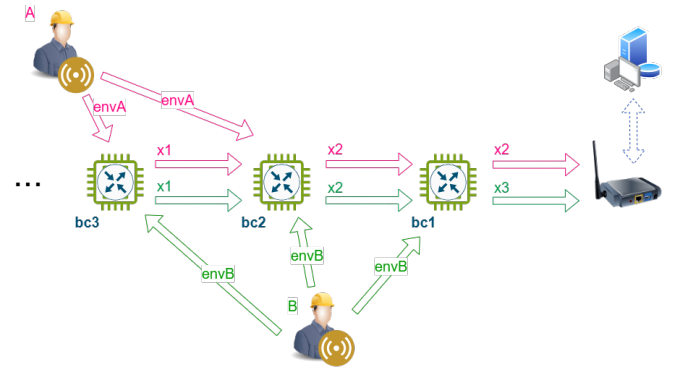 A
envA
envA
x1
x2
x2
...
x1
x2
x3
bc3
bc2
bc1
envB
envB
envB
B